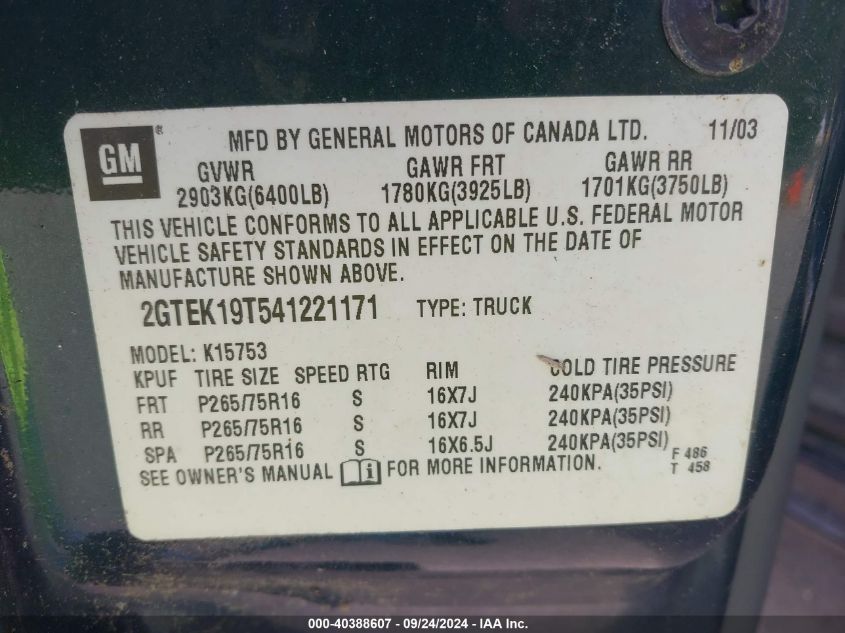 GM ® MFD BY GENERAL MOTORS OF CANADA LTD. 11/03
GVWR GAWR FRT GAWR RR
2903KG(6400LB) 1780KG(3925LB) 1701KG(3750LB)
THIS VEHICLE CONFORMS TO ALL APPLICABLE U.S. FEDERAL MOTOR
VEHICLE SAFETY STANDARDS IN EFFECT ON THE DATE OF
MANUFACTURE SHOWN ABOVE.
2GTEK19T541221171 TYPE: TRUCK
MODEL: K15753
KPUF TIRE SIZE SPEED RTG RIM COLD TIRE PRESSURE
FRT P265/75R16 S 16X7J 240KPA(35PSI)
RR P265/75R16 S 16X7J 240KPA(35PSI)
SPA P265/75R16 S 16X6.5J 240KPA(35PSI)
SEE OWNER'S MANUAL i FOR MORE INFORMATION. F 486
T 458
000-40388607 - 09/24/2024 - IAA Inc.